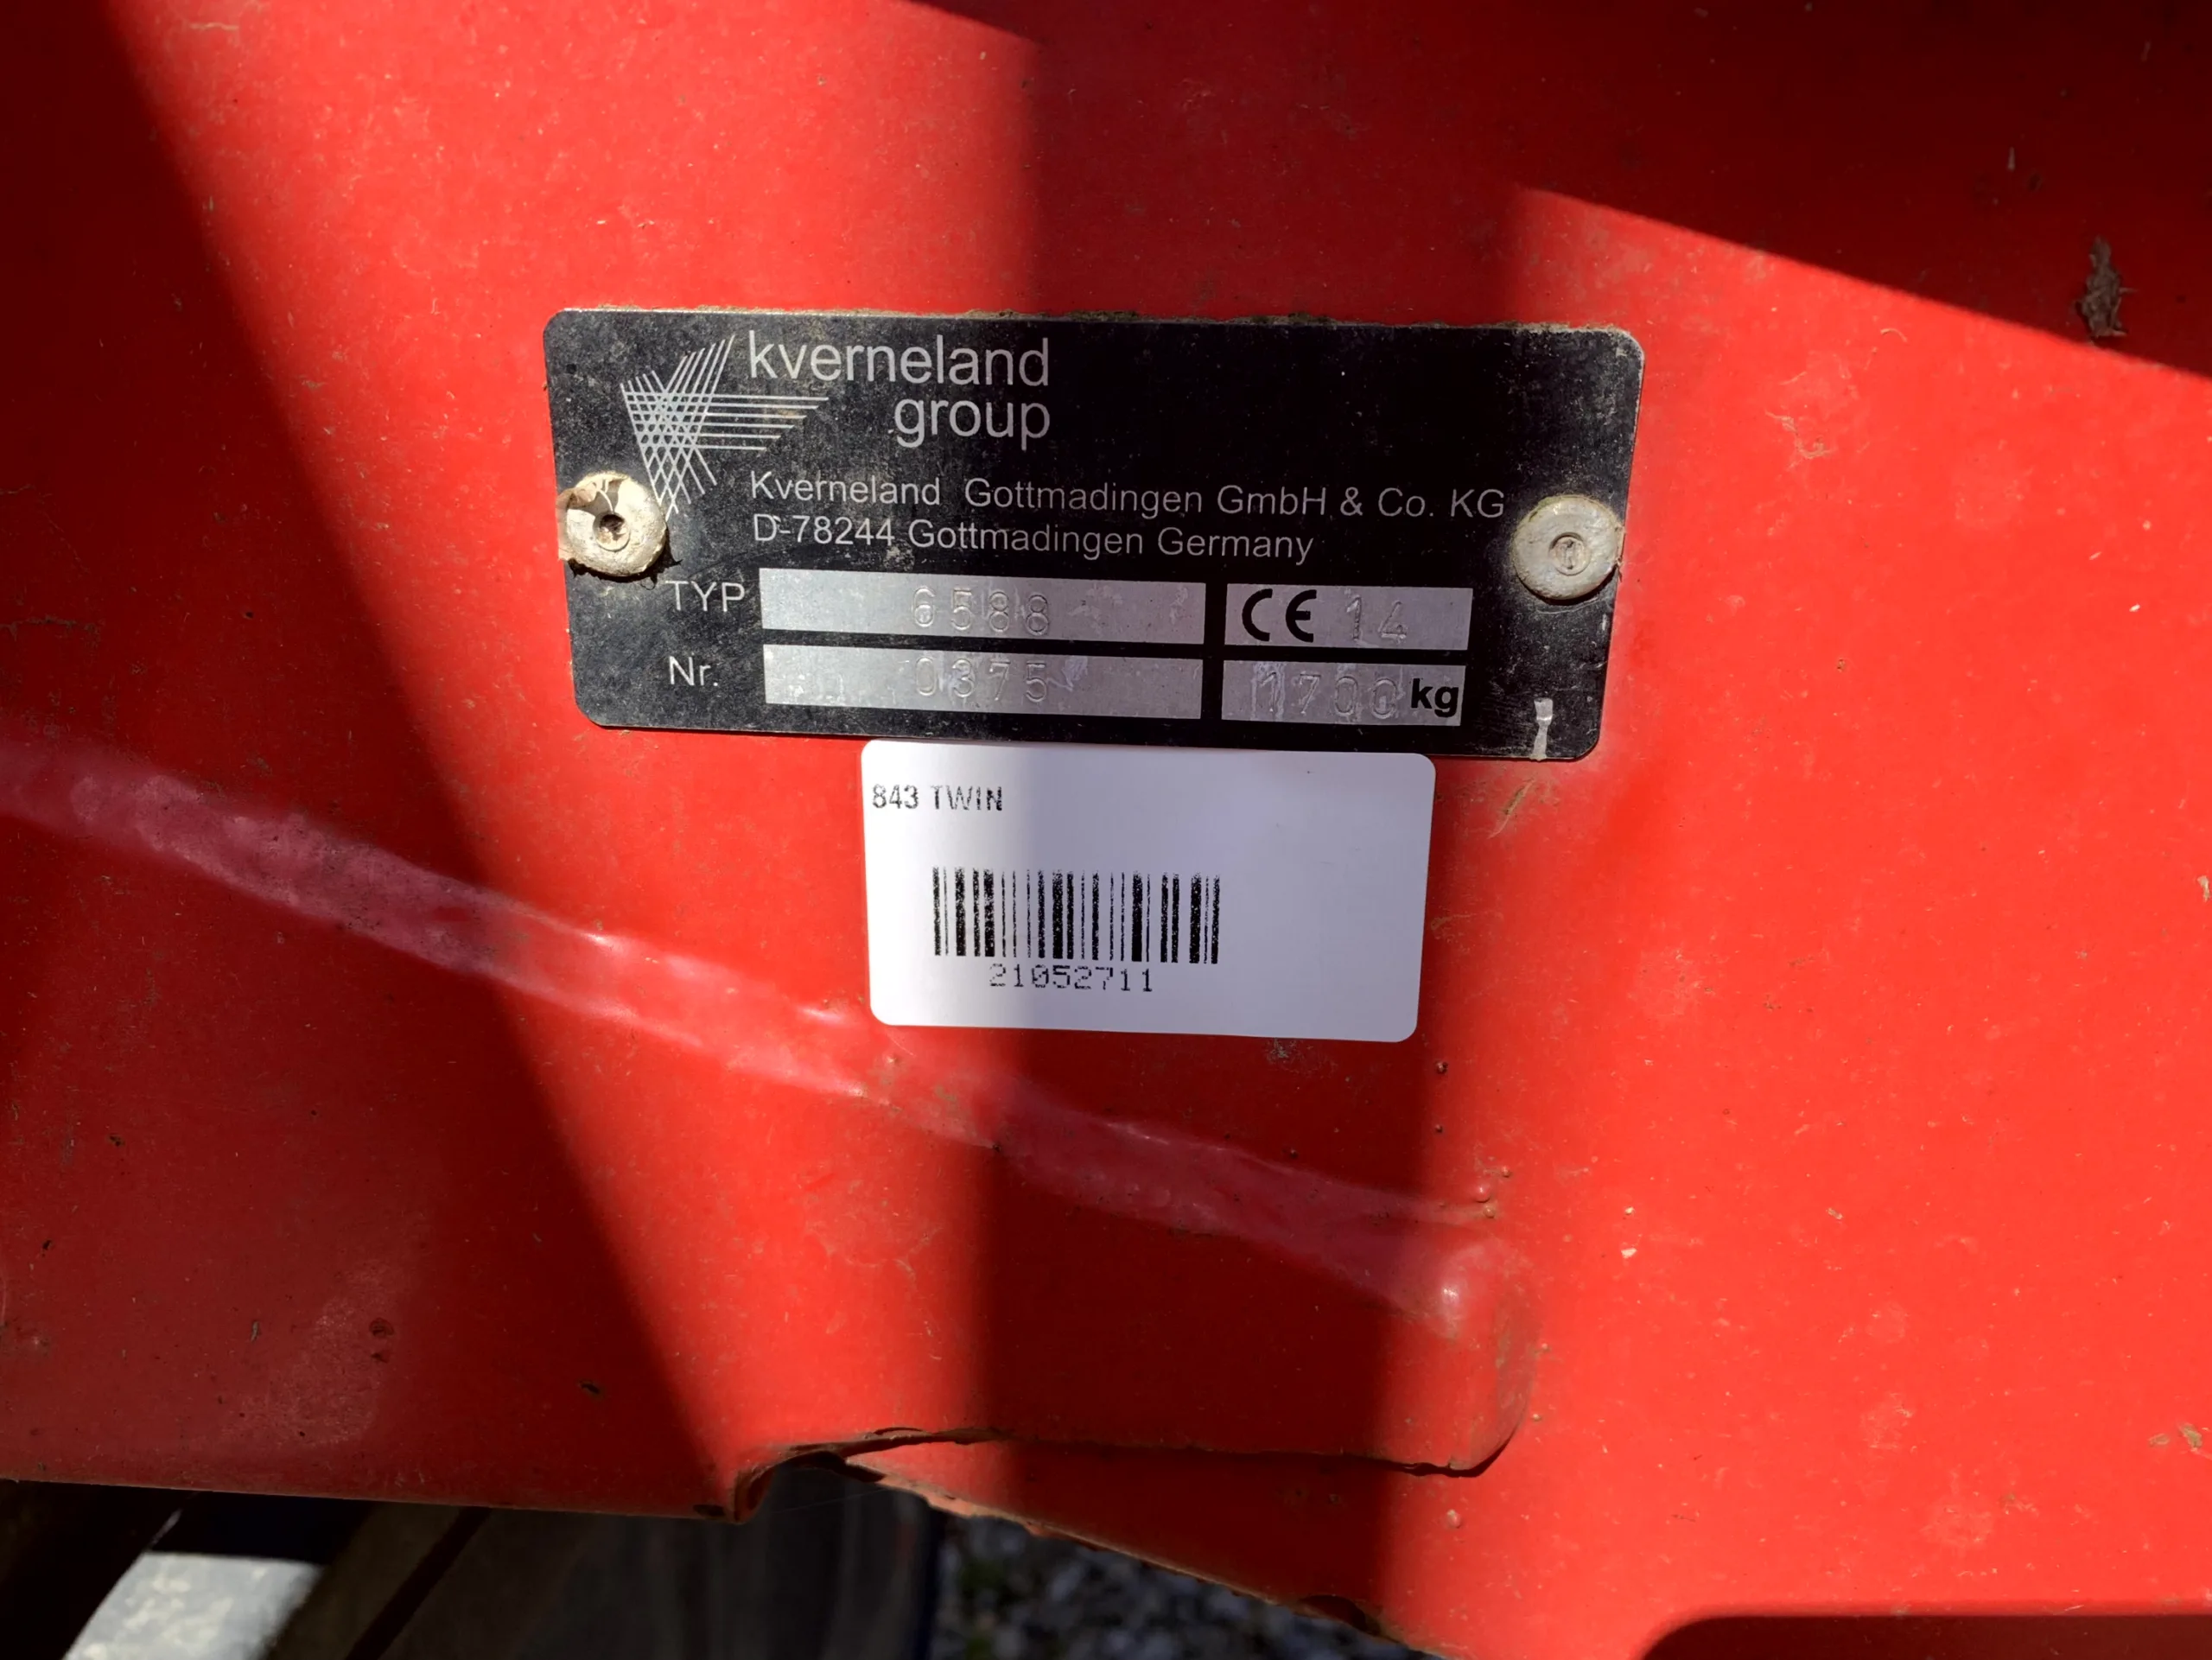 kverneland
group
Kverneland Gottmadingen GmbH & Co. KG
D-78244 Gottmadingen Germany
TYP 6588 CE 14
Nr. 0375 1700 kg
843 TWIN
21052711